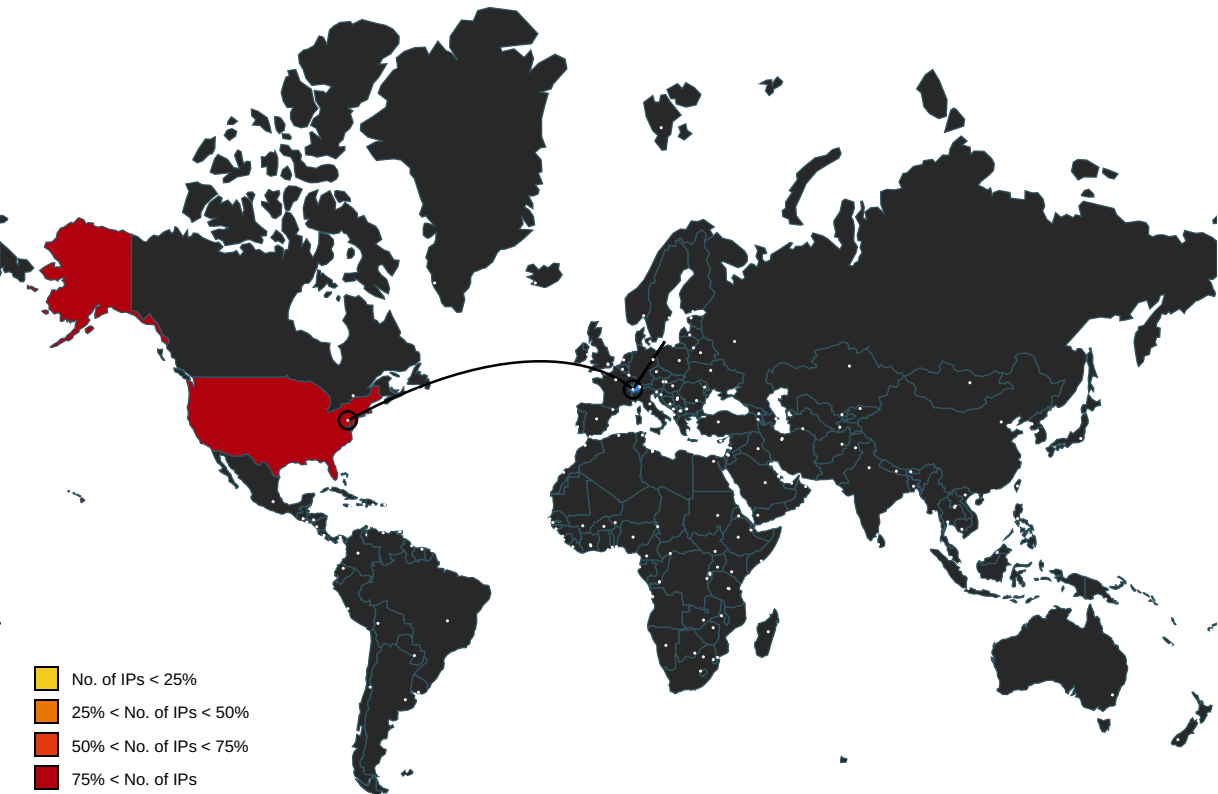 No. of IPs < 25%
25% < No. of IPs < 50%
50% < No. of IPs < 75%
75% < No. of IPs